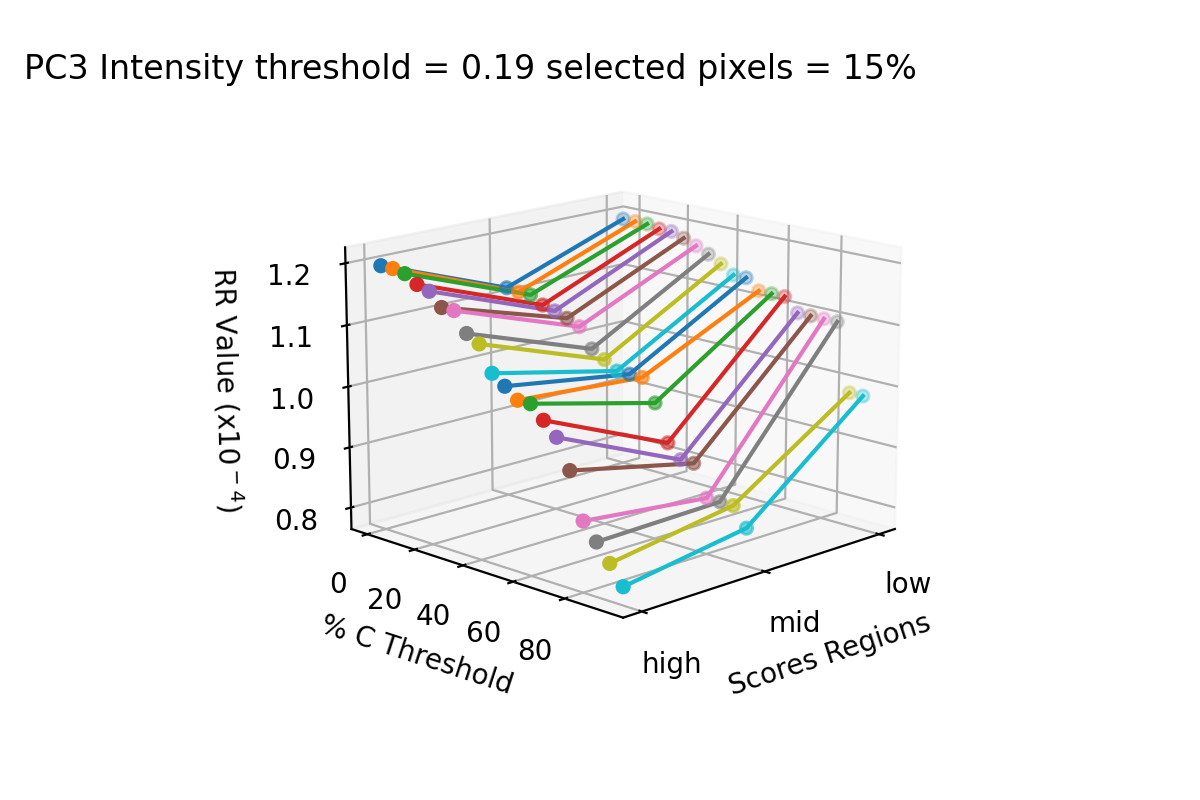 PC3 Intensity threshold = 0.19 selected pixels = 15%
RR Value (x10⁻⁴)
1.2
1.1
1.0
0.9
0.8
0
20
40
60
80
% C Threshold
high
mid
low
Scores Regions